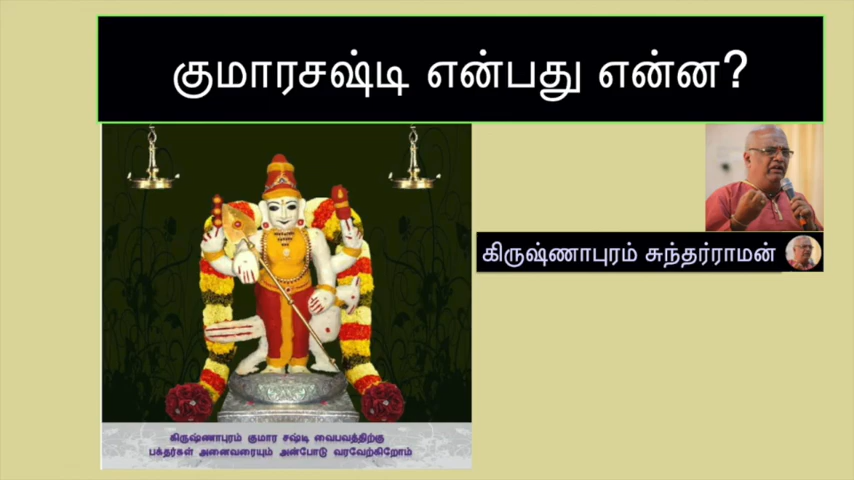 குமாரசஷ்டி என்பது என்ன?
கிருஷ்ணாபுரம் சுந்தர்ராமன்
கிருஷ்ணாபுரம் குமார சஷ்டி வைபவத்திற்கு
பக்தர்கள் அனைவரையும் அன்போடு வரவேற்கிறோம்